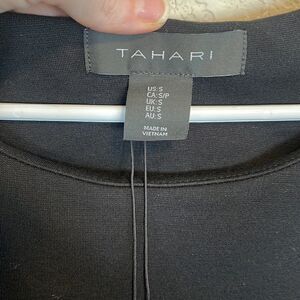 TAHARI
US: S
CA: S/P
UK: S
EU: S
AU: S
MADE IN
VIETNAM